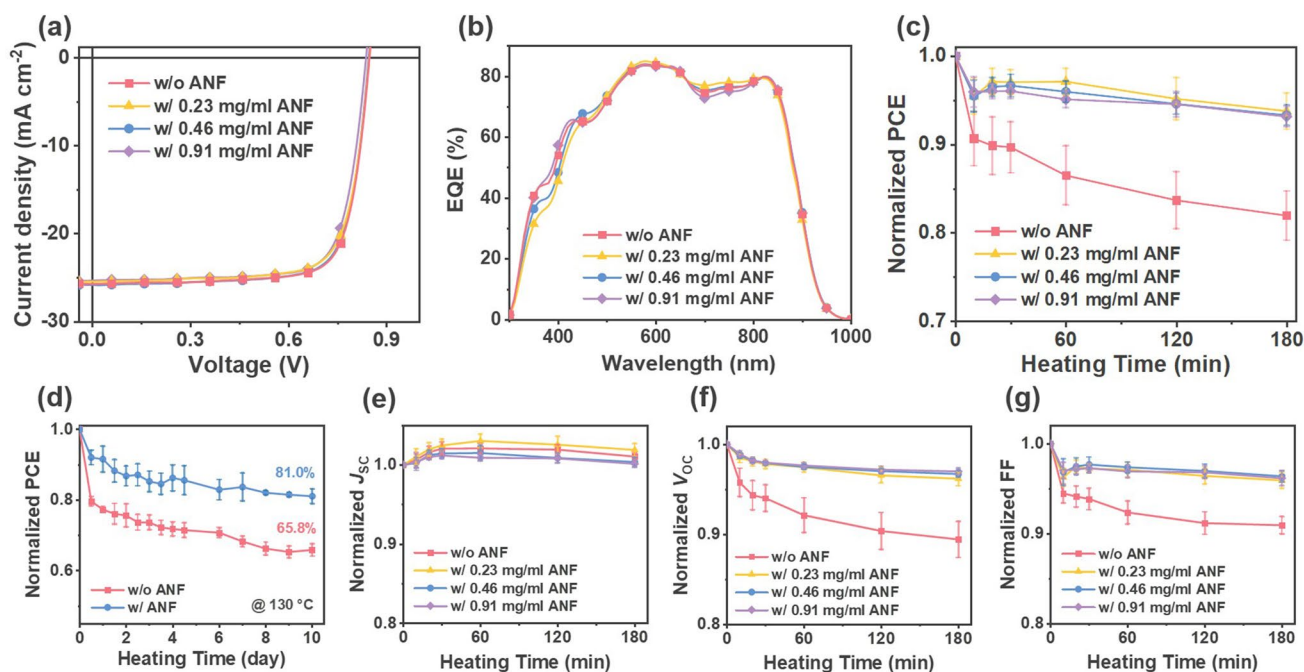 (a)
Current density (mA cm-2)
0
-10
-20
-30
w/o ANF
w/ 0.23 mg/ml ANF
w/ 0.46 mg/ml ANF
w/ 0.91 mg/ml ANF
0.0
0.3
0.6
0.9
Voltage (V)
(b)
EQE (%)
100
80
60
40
20
0
w/o ANF
w/ 0.23 mg/ml ANF
w/ 0.46 mg/ml ANF
w/ 0.91 mg/ml ANF
400
600
800
1000
Wavelength (nm)
(c)
Normalized PCE
1.0
0.9
0.8
0.7
w/o ANF
w/ 0.23 mg/ml ANF
w/ 0.46 mg/ml ANF
w/ 0.91 mg/ml ANF
0
60
120
180
Heating Time (min)
(d)
Normalized PCE
1.0
0.8
0.6
81.0%
65.8%
w/o ANF
w/ ANF
@ 130 °C
0
2
4
6
8
10
Heating Time (day)
(e)
Normalized JSC
1.0
0.9
0.8
w/o ANF
w/ 0.23 mg/ml ANF
w/ 0.46 mg/ml ANF
w/ 0.91 mg/ml ANF
0
60
120
180
Heating Time (min)
(f)
Normalized VOC
1.0
0.9
0.8
w/o ANF
w/ 0.23 mg/ml ANF
w/ 0.46 mg/ml ANF
w/ 0.91 mg/ml ANF
0
60
120
180
Heating Time (min)
(g)
Normalized FF
1.0
0.9
0.8
w/o ANF
w/ 0.23 mg/ml ANF
w/ 0.46 mg/ml ANF
w/ 0.91 mg/ml ANF
0
60
120
180
Heating Time (min)